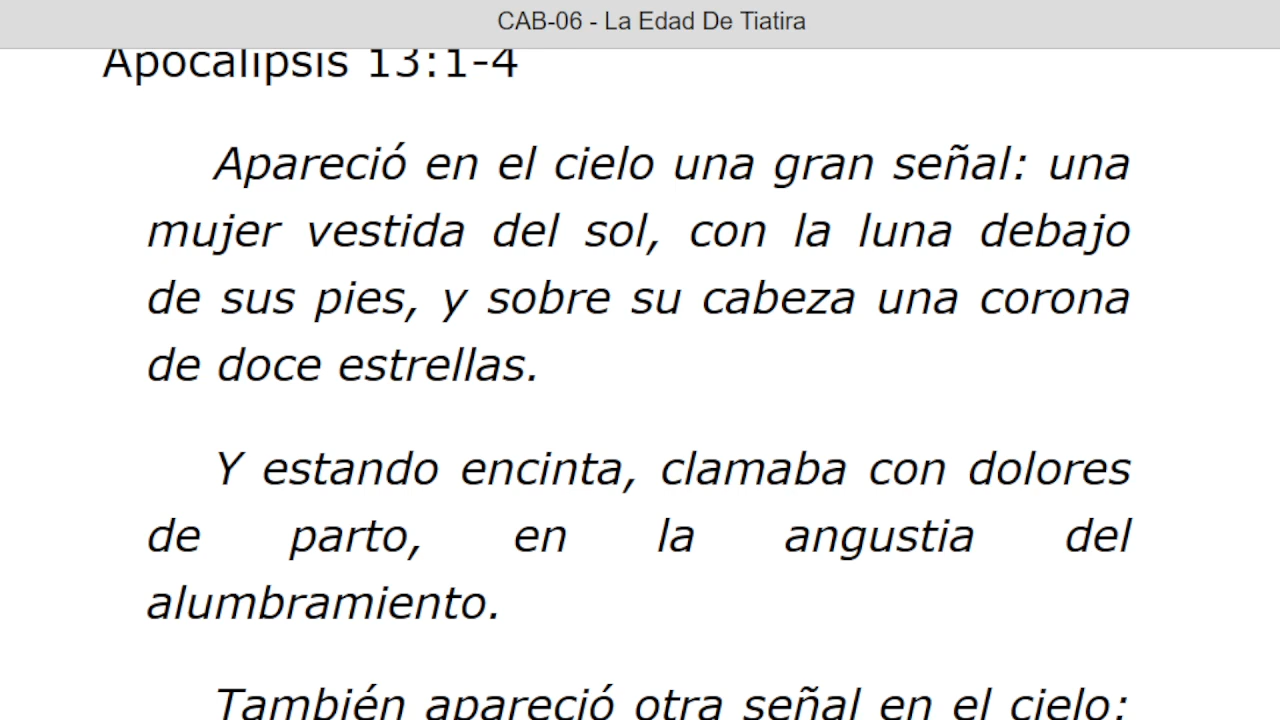 CAB-06 - La Edad De Tiatira
Apocalipsis 13:1-4
Apareció en el cielo una gran señal: una
mujer vestida del sol, con la luna debajo
de sus pies, y sobre su cabeza una corona
de doce estrellas.
Y estando encinta, clamaba con dolores
de parto, en la angustia del
alumbramiento.
También apareció otra señal en el cielo: